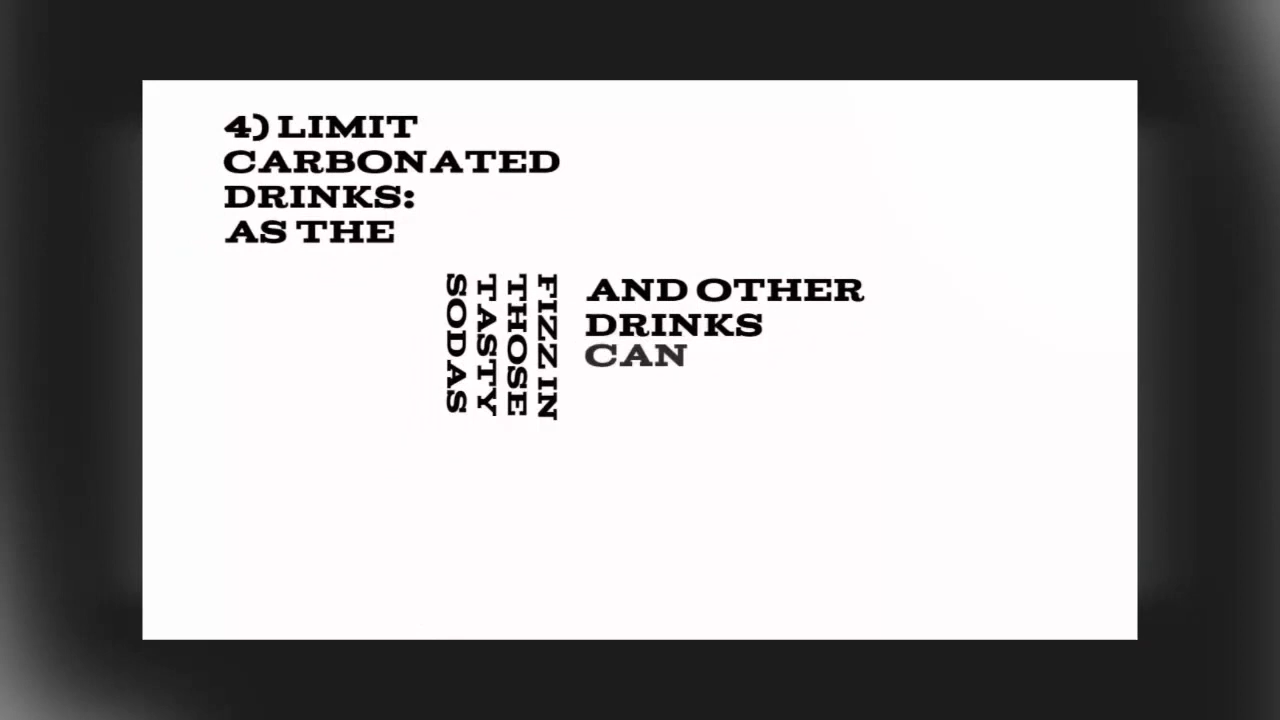 4) LIMIT
CARBONATED
DRINKS:
AS THE
FIZZ IN
THOSE
TASTY
SODAS
AND OTHER
DRINKS
CAN